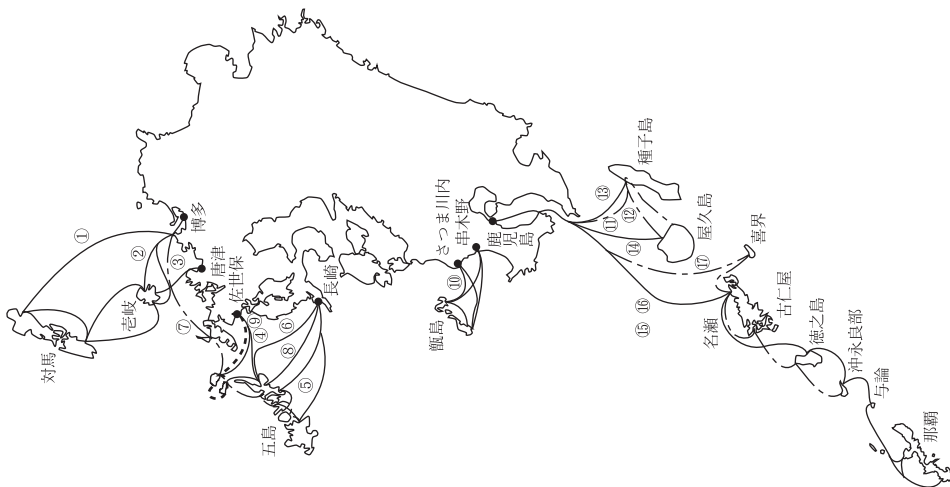 ①
②
③
博多
唐津
壱岐
対馬
⑦
佐世保
⑨
④
⑥
⑧
⑤
長崎
五島
さつま川内
串木野
鹿児島
⑩
甑島
⑬
⑪
⑫
⑭
種子島
屋久島
⑰
喜界
⑮ ⑯
名瀬
古仁屋
徳之島
沖永良部
与論
那覇